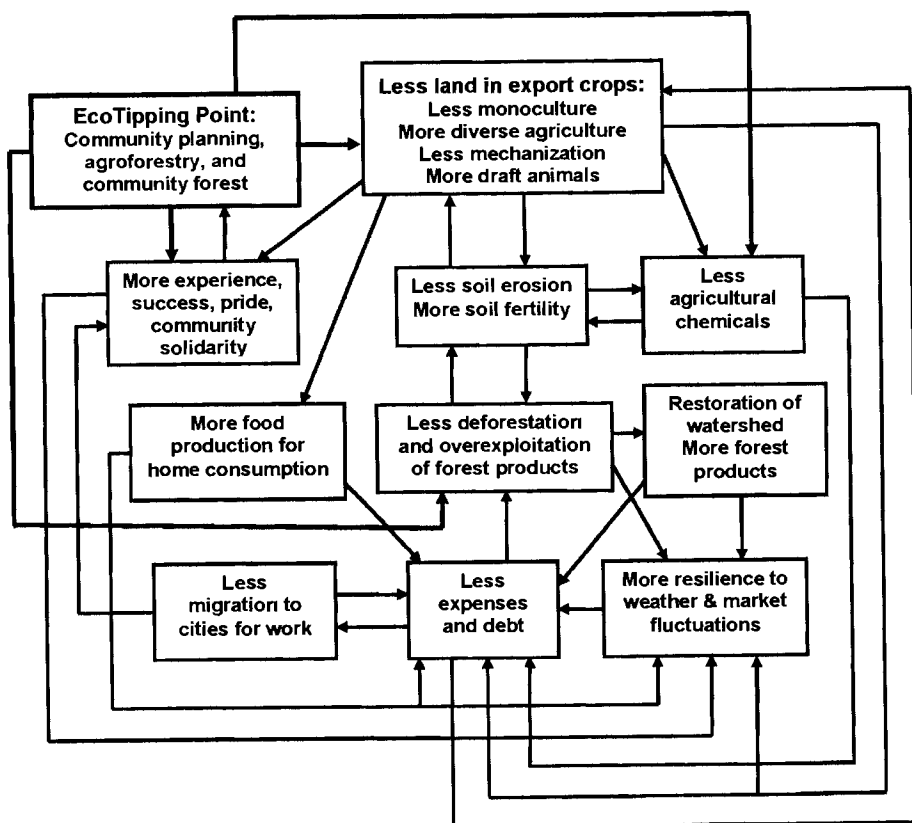 EcoTipping Point:
Community planning,
agroforestry, and
community forest
Less land in export crops:
Less monoculture
More diverse agriculture
Less mechanization
More draft animals
More experience,
success, pride,
community
solidarity
Less soil erosion
More soil fertility
Less
agricultural
chemicals
More food
production for
home consumption
Less deforestation
and overexploitation
of forest products
Restoration of
watershed
More forest
products
Less
migration to
cities for work
Less
expenses
and debt
More resilience to
weather & market
fluctuations